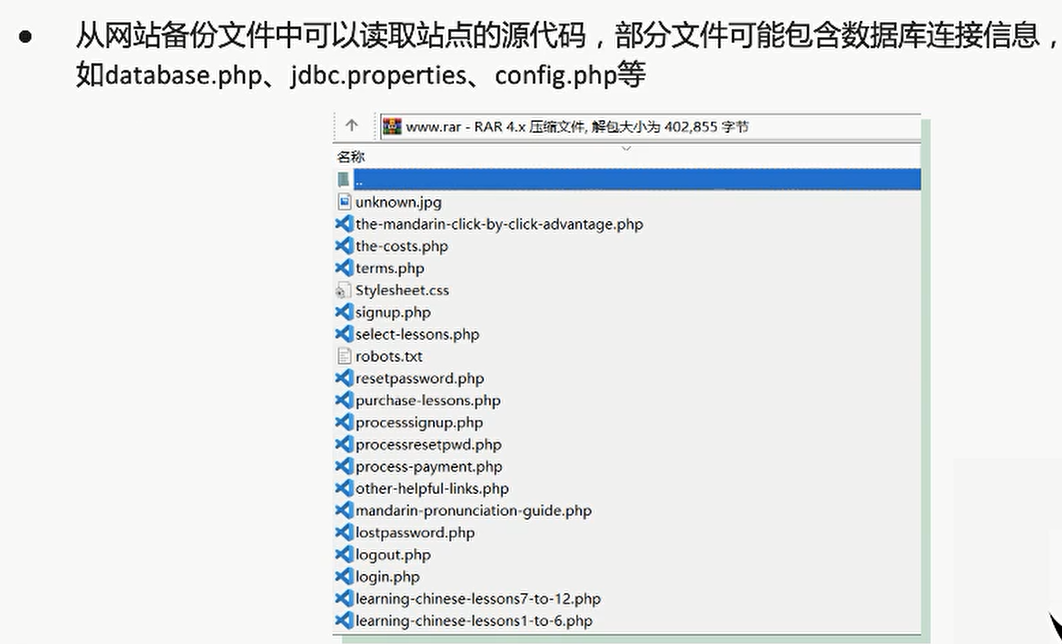 ● 从网站备份文件中可以读取站点的源代码，部分文件可能包含数据库连接信息，
如database.php、jdbc.properties、config.php等
www.rar - RAR 4.x 压缩文件, 解包大小为 402,855 字节
名称
..
unknown.jpg
the-mandarin-click-by-click-advantage.php
the-costs.php
terms.php
Stylesheet.css
signup.php
select-lessons.php
robots.txt
resetpassword.php
purchase-lessons.php
processsignup.php
processresetpwd.php
process-payment.php
other-helpful-links.php
mandarin-pronunciation-guide.php
lostpassword.php
logout.php
login.php
learning-chinese-lessons7-to-12.php
learning-chinese-lessons1-to-6.php